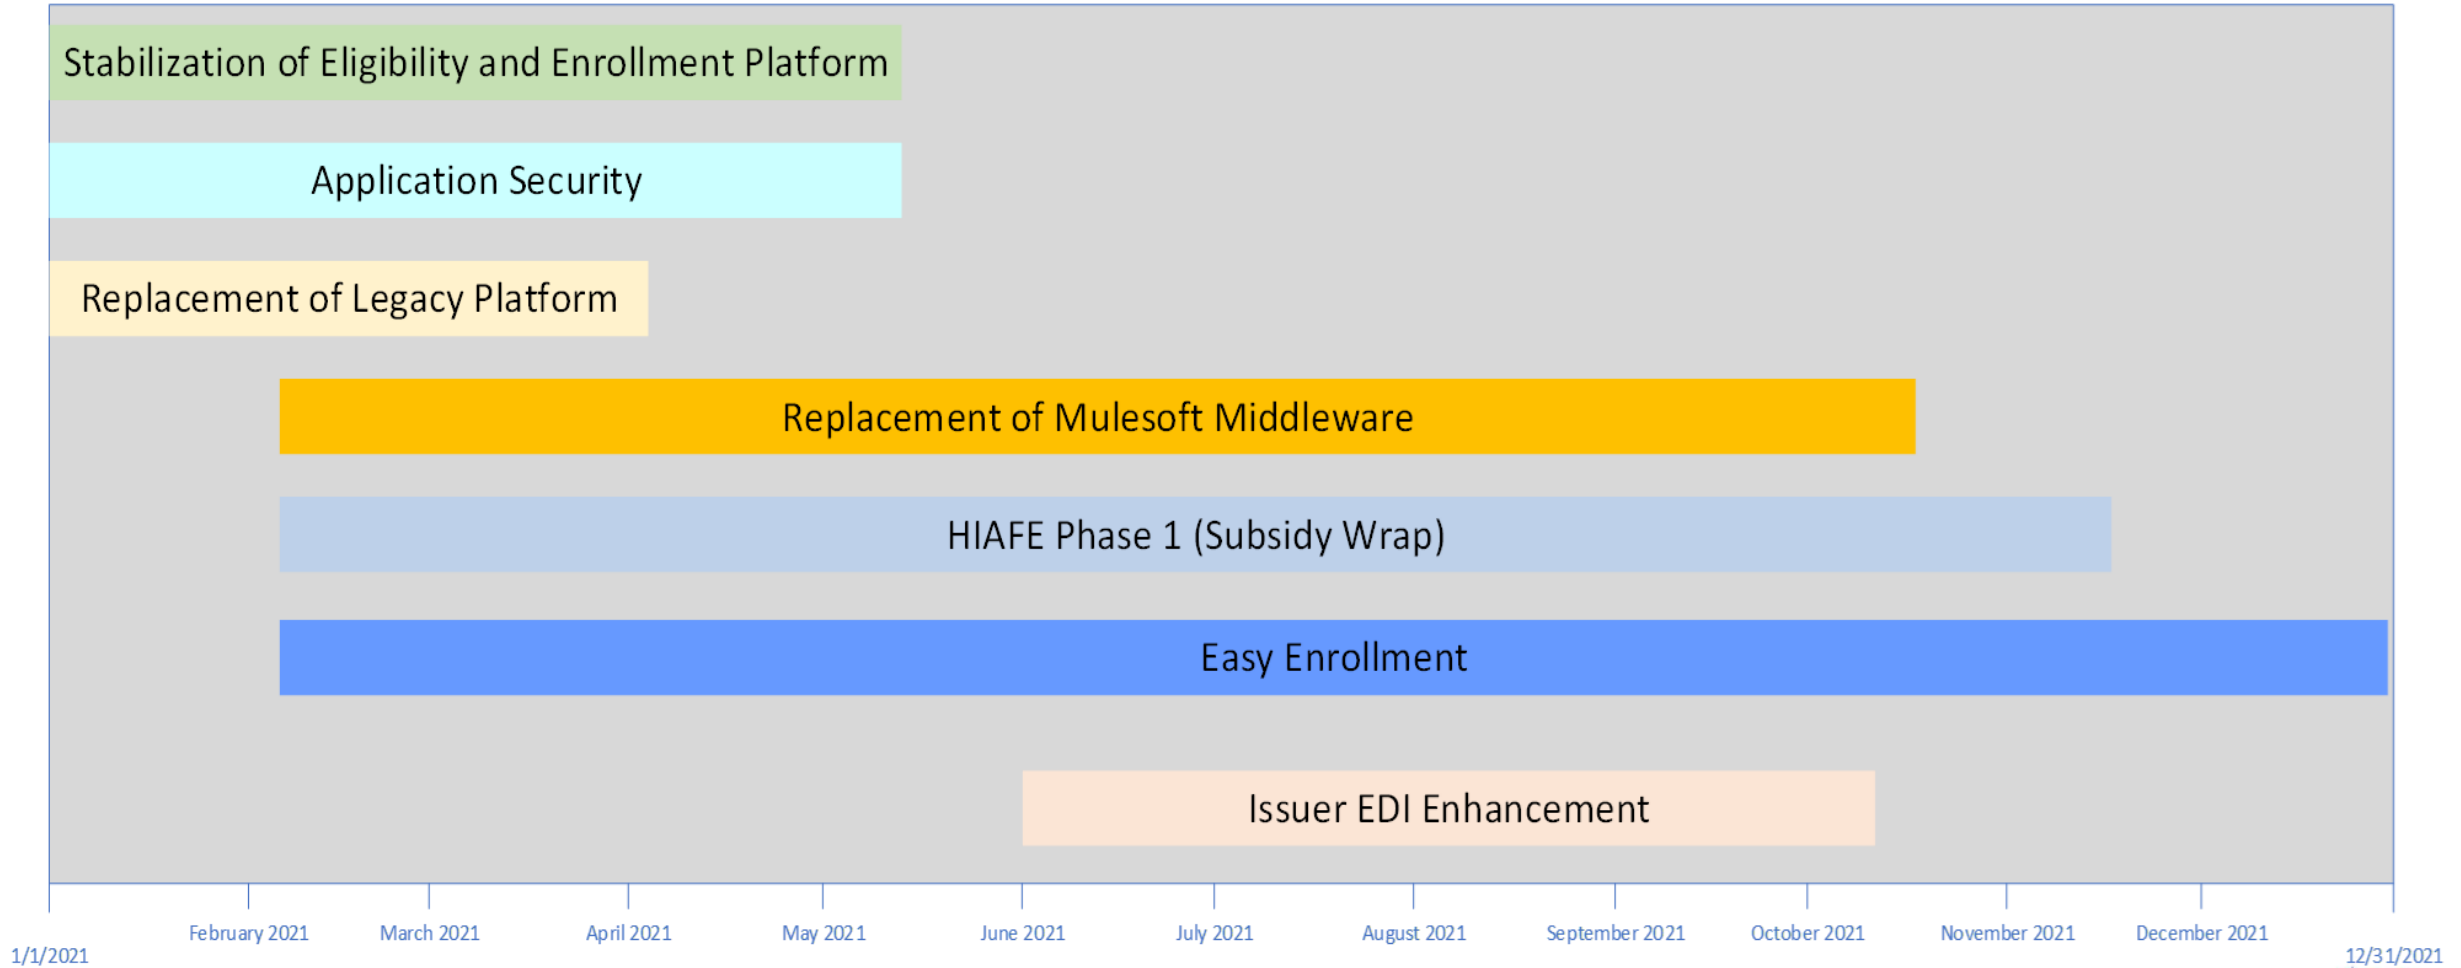 Stabilization of Eligibility and Enrollment Platform
Application Security
Replacement of Legacy Platform
Replacement of Mulesoft Middleware
HIAFE Phase 1 (Subsidy Wrap)
Easy Enrollment
Issuer EDI Enhancement
February 2021 March 2021 April 2021 May 2021 June 2021 July 2021 August 2021 September 2021 October 2021 November 2021 December 2021
1/1/2021 12/31/2021